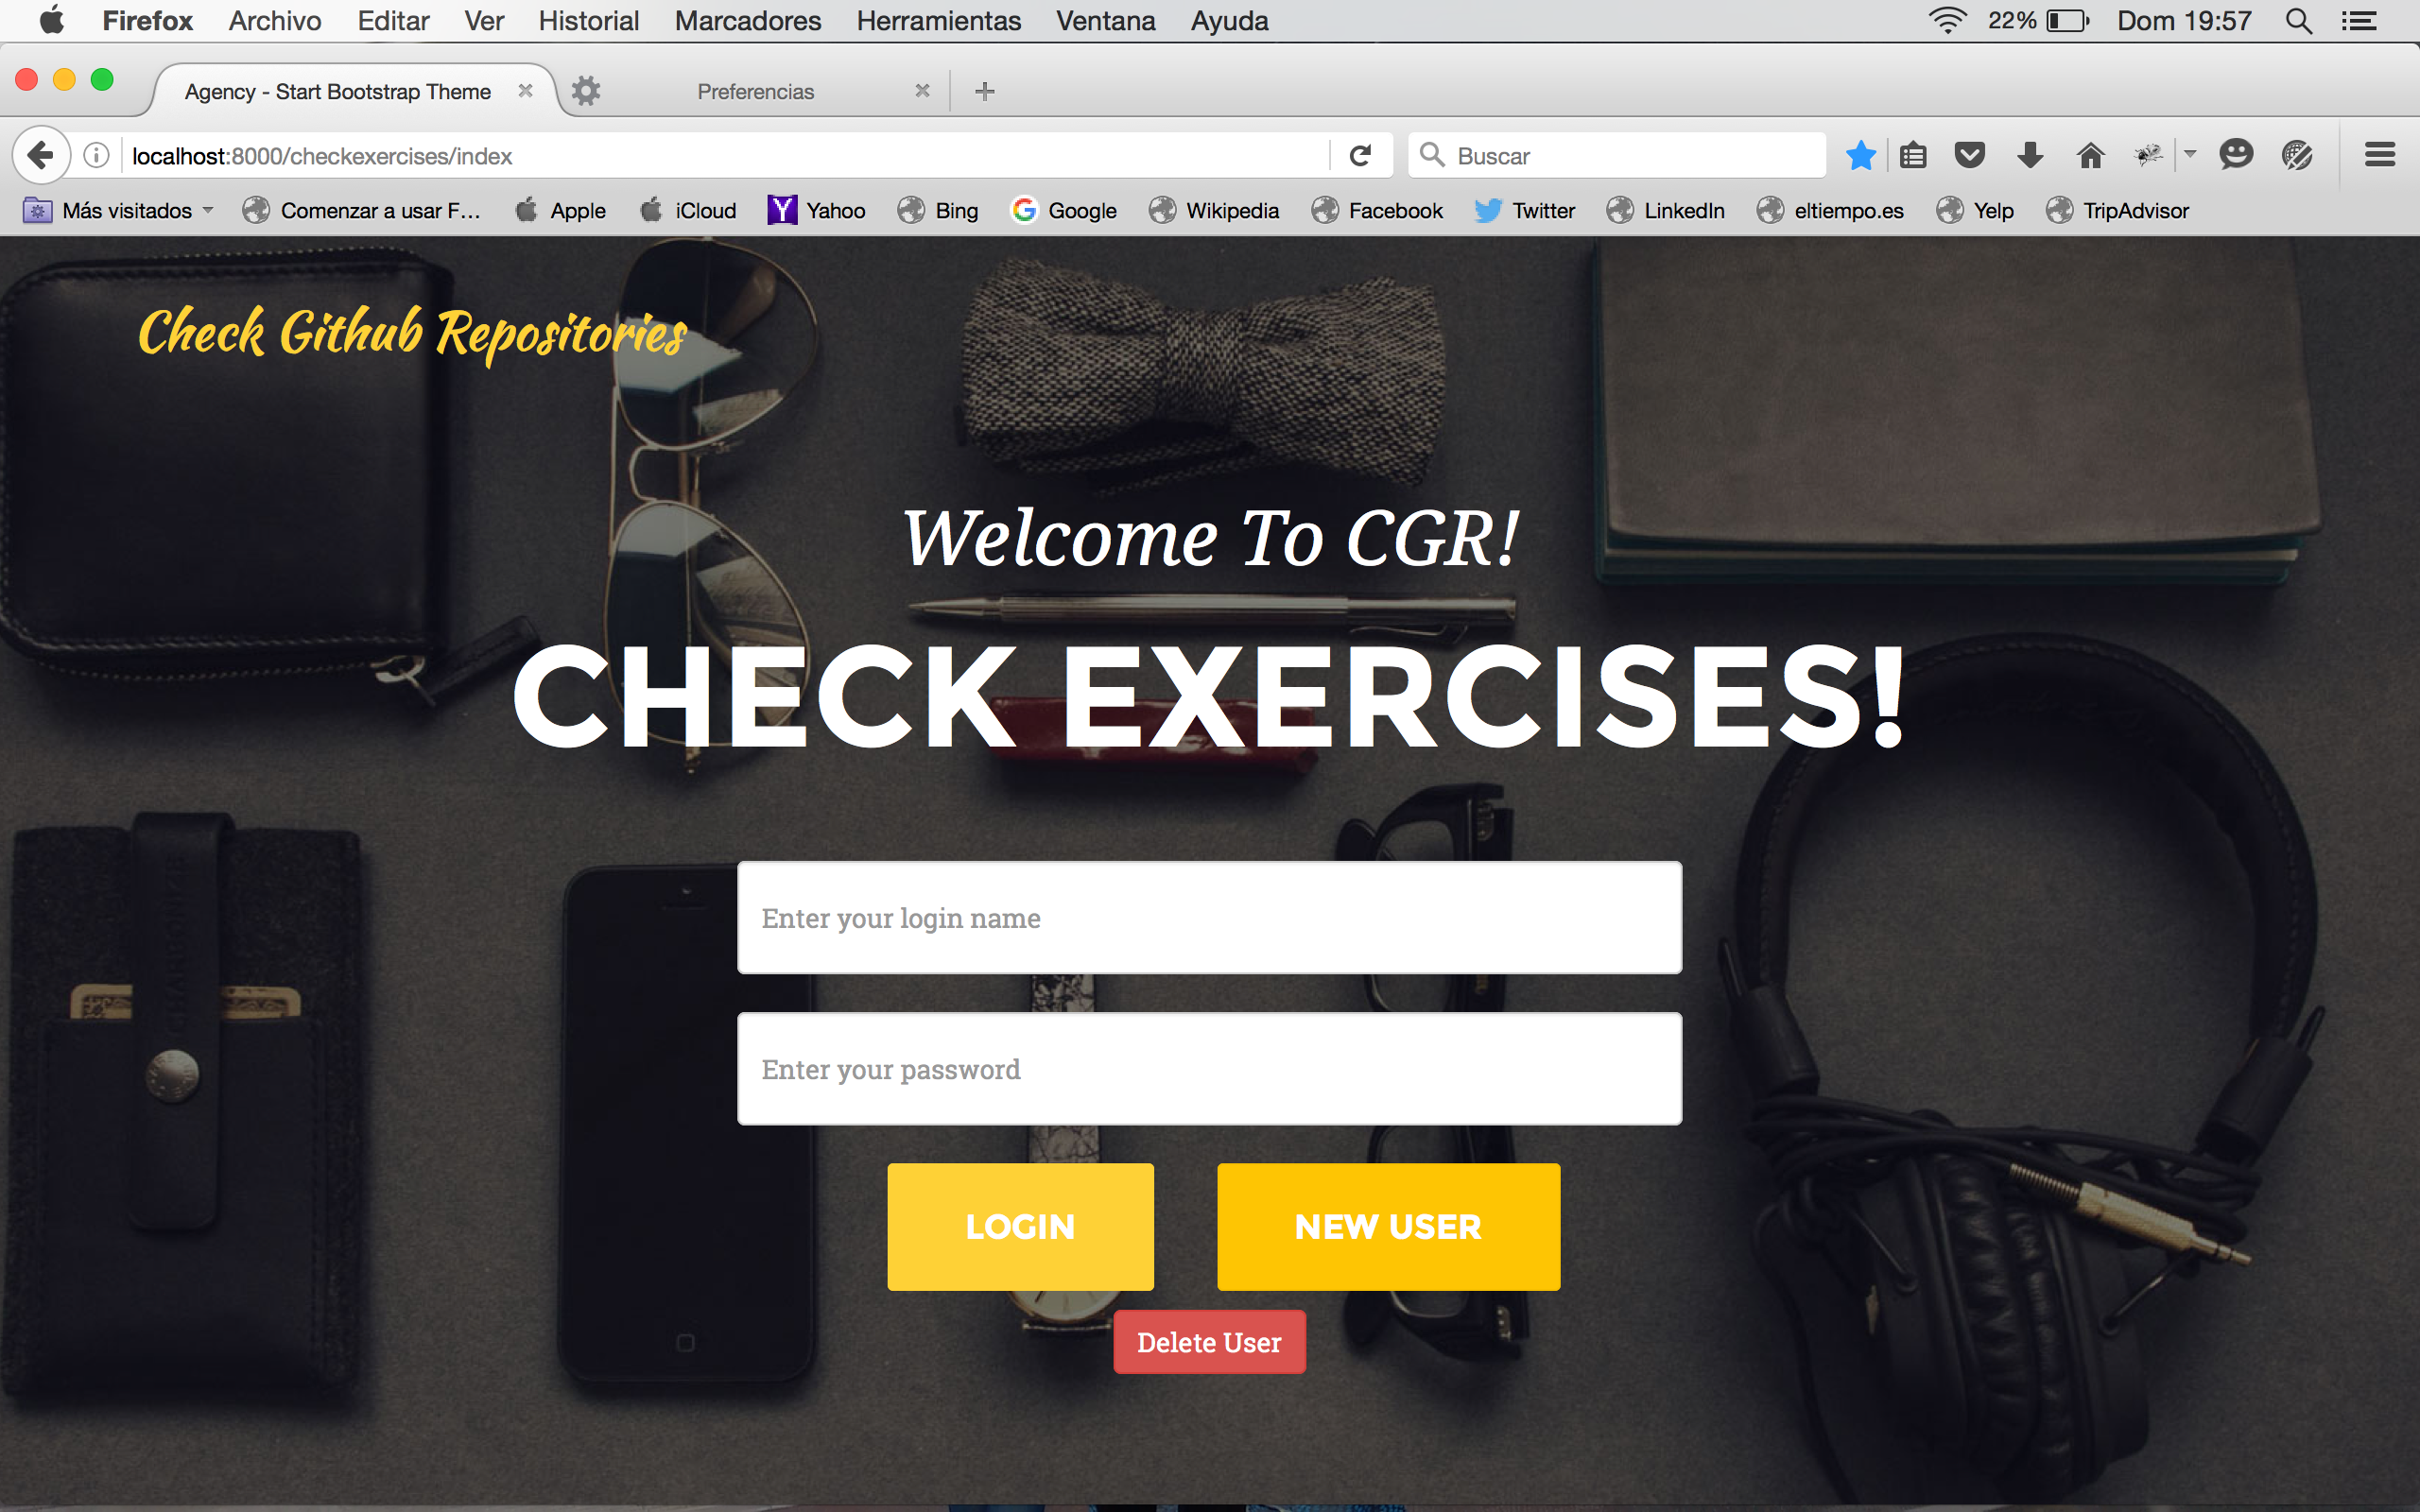 Firefox Archivo Editar Ver Historial Marcadores Herramientas Ventana Ayuda 22% Dom 19:57
Agency - Start Bootstrap Theme Preferencias
localhost:8000/checkexercises/index Buscar
Más visitados Comenzar a usar F... Apple iCloud Yahoo Bing Google Wikipedia Facebook Twitter LinkedIn eltiempo.es Yelp TripAdvisor
Check Github Repositories
Welcome To CGR!
CHECK EXERCISES!
Enter your login name
Enter your password
LOGIN NEW USER
Delete User